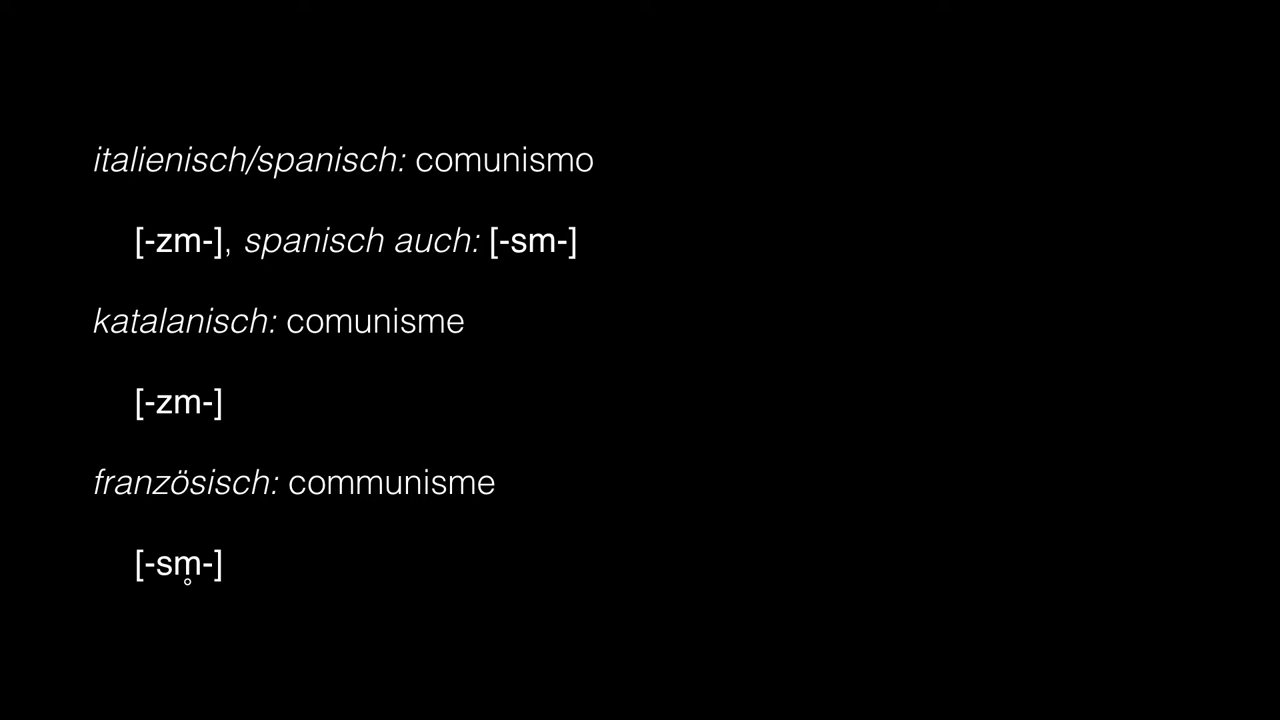 italienisch/spanisch: comunismo
[-zm-], spanisch auch: [-sm-]
katalanisch: comunisme
[-zm-]
französisch: communisme
[-sm̥-]